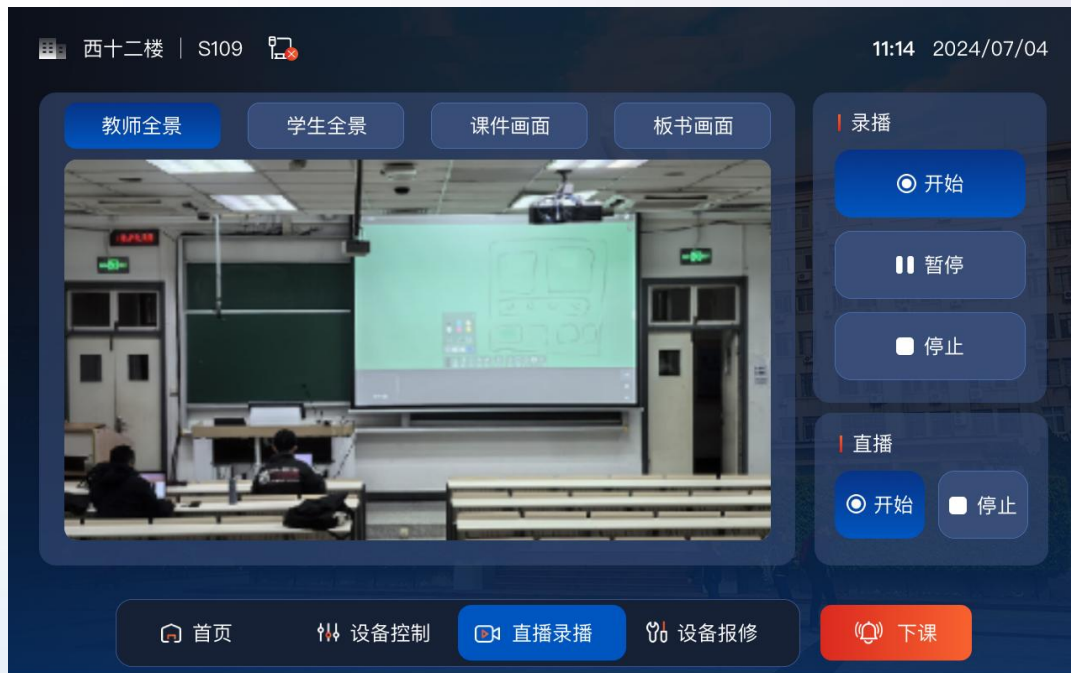 西十二楼 | S109
11:14 2024/07/04
教师全景
学生全景
课件画面
板书画面
录播
开始
暂停
停止
直播
开始
停止
首页
设备控制
直播录播
设备报修
下课